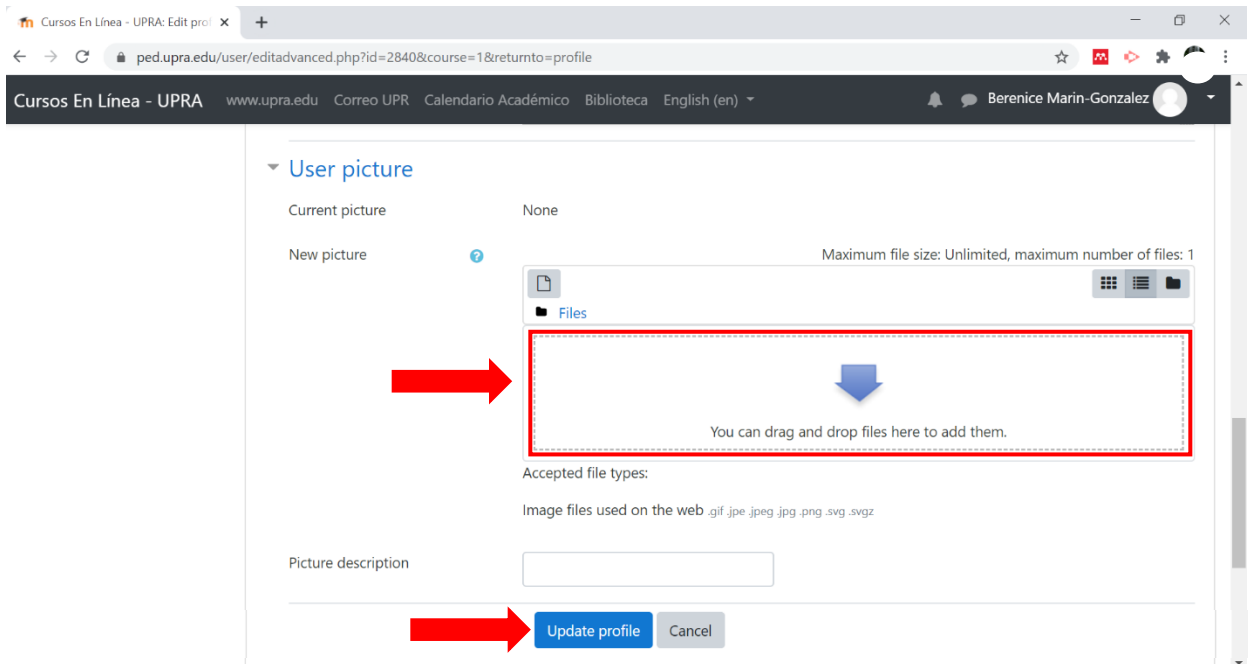 Cursos En Línea - UPRA: Edit prof
ped.upra.edu/user/editadvanced.php?id=2840&course=1&returnto=profile
Cursos En Línea - UPRA www.upra.edu Correo UPR Calendario Académico Biblioteca English (en) Berenice Marin-Gonzalez
User picture
Current picture None
New picture Maximum file size: Unlimited, maximum number of files: 1
Files
You can drag and drop files here to add them.
Accepted file types:
Image files used on the web .gif .jpe .jpeg .jpg .png .svg .svgz
Picture description
Update profile Cancel